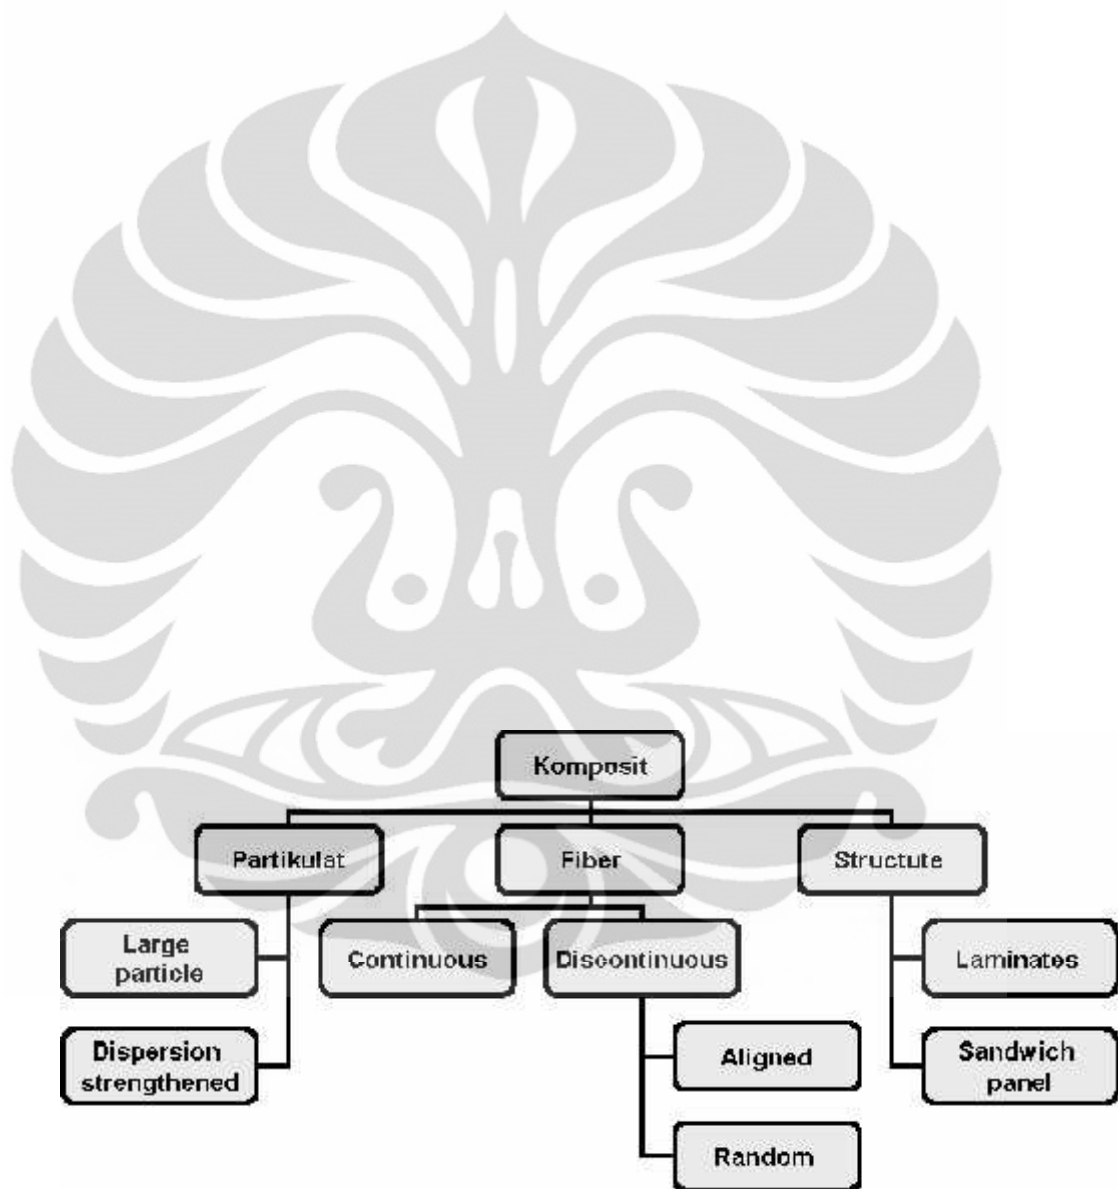 Komposit
Partikulat
Fiber
Structute
Large
particle
Continuous
Discontinuous
Laminates
Dispersion
strengthened
Aligned
Sandwich
panel
Random